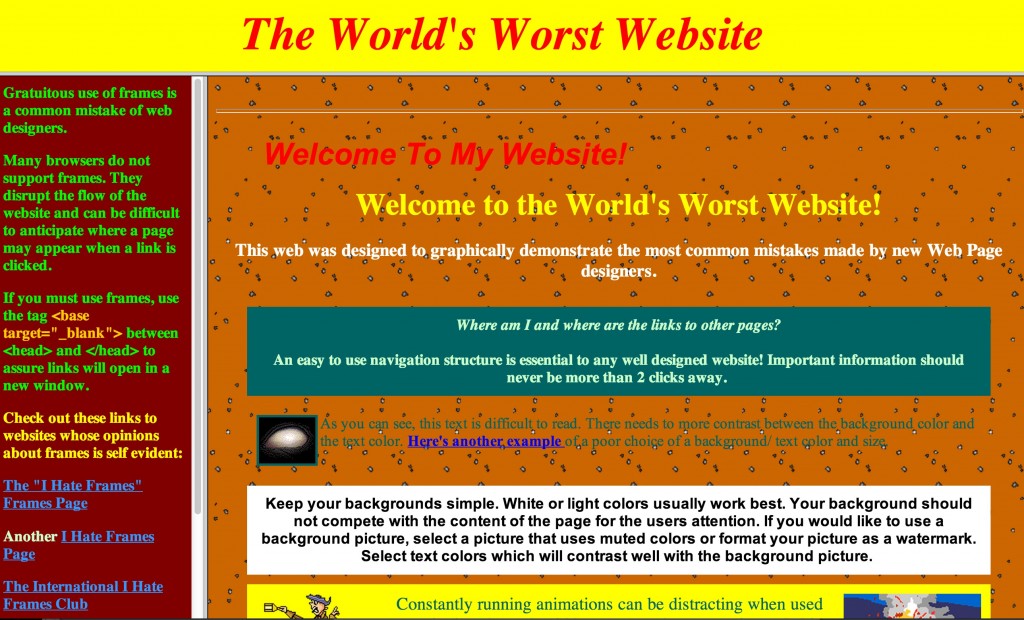 The World's Worst Website
Gratuitous use of frames is
a common mistake of web
designers.
Many browsers do not
support frames. They
disrupt the flow of the
website and can be difficult
to anticipate where a page
may appear when a link is
clicked.
If you must use frames, use
the tag <base
target="_blank"> between
<head> and </head> to
assure links will open in a
new window.
Check out these links to
websites whose opinions
about frames is self evident:
The "I Hate Frames"
Frames Page
Another I Hate Frames
Page
The International I Hate
Frames Club
Welcome To My Website!
Welcome to the World's Worst Website!
This web was designed to graphically demonstrate the most common mistakes made by new Web Page
designers.
Where am I and where are the links to other pages?
An easy to use navigation structure is essential to any well designed website! Important information should
never be more than 2 clicks away.
As you can see, this text is difficult to read. There needs to more contrast between the background color and
the text color. Here's another example of a poor choice of a background/ text color and size.
Keep your backgrounds simple. White or light colors usually work best. Your background should
not compete with the content of the page for the users attention. If you would like to use a
background picture, select a picture that uses muted colors or format your picture as a watermark.
Select text colors which will contrast well with the background picture.
Constantly running animations can be distracting when used